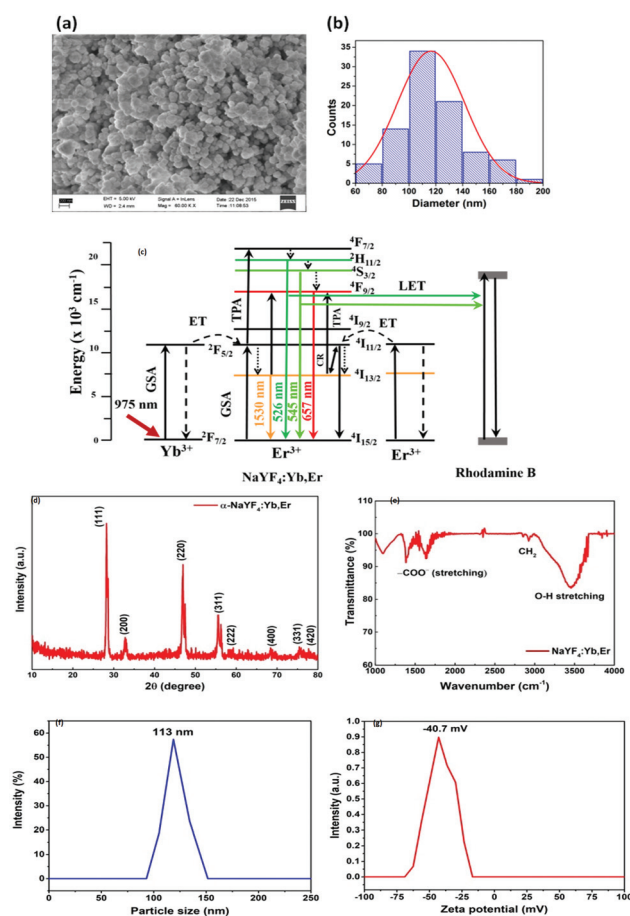 (a)
(b)
EHT = 5.00 kV
Signal A = InLens
Date :22 Dec 2015
WD = 2.4 mm
Mag = 60.00 K X
Time :11:08:53
ZEISS
Counts
35
30
25
20
15
10
5
0
60 80 100 120 140 160 180 200
Diameter (nm)
(c)
Energy (x 10³ cm⁻¹)
20
15
10
5
0
⁴F₇/₂
²H₁₁/₂
⁴S₃/₂
⁴F₉/₂
⁴I₉/₂
⁴I₁₁/₂
⁴I₁₃/₂
⁴I₁₅/₂
²F₅/₂
²F₇/₂
LET
TPA
TPA
ET
ET
CR
GSA
GSA
GSA
975 nm
1530 nm
526 nm
545 nm
657 nm
Yb³⁺
Er³⁺
Er³⁺
NaYF₄:Yb,Er
Rhodamine B
(d)
α-NaYF₄:Yb,Er
Intensity (a.u.)
(111)
(200)
(220)
(311)
(222)
(400)
(331)
(420)
10 20 30 40 50 60 70 80
2θ (degree)
Transmittance (%)
110
100
90
80
70
60
−COO⁻ (stretching)
CH₂
O-H stretching
NaYF₄:Yb,Er
1000 1500 2000 2500 3000 3500 4000
Wavenumber (cm⁻¹)
(f)
113 nm
Intensity (%)
60
50
40
30
20
10
0
0 50 100 150 200 250
Particle size (nm)
(g)
-40.7 mV
Intensity (a.u.)
1.0
0.9
0.8
0.7
0.6
0.5
0.4
0.3
0.2
0.1
0.0
-100 -75 -50 -25 0 25 50 75 100
Zeta potential (mV)